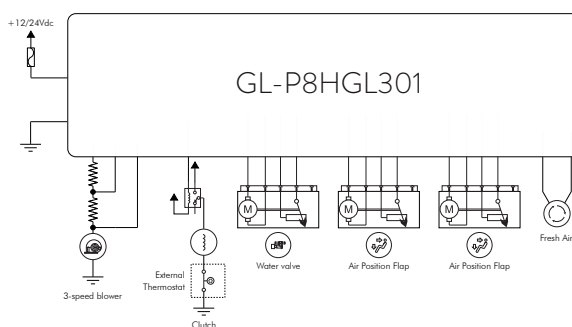 +12/24Vdc
GL-P8HGL301
M
M
M
External
Thermostat
3-speed blower
Clutch
Water valve
Air Position Flap
Air Position Flap
Fresh Air